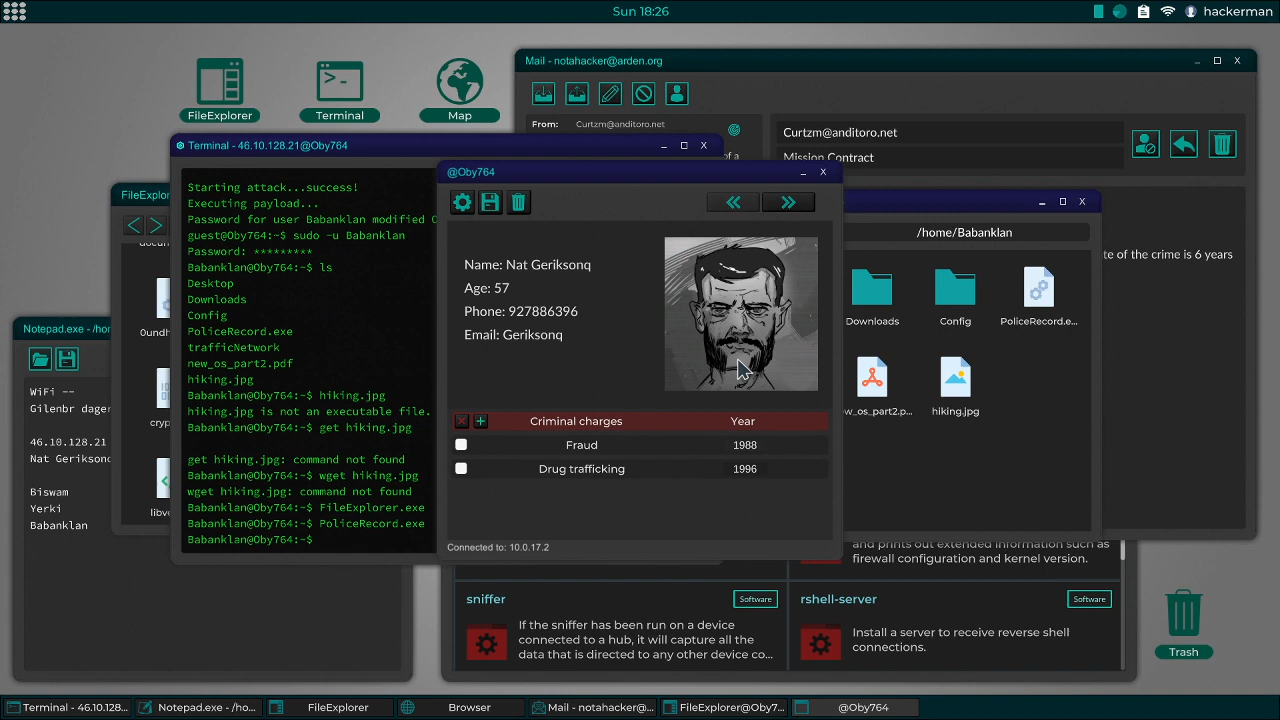 Sun 18:26
hackerman
FileExplorer
Terminal
Map
Mail - notahacker@arden.org
From: Curtzm@anditoro.net
of a
Curtzm@anditoro.net
Mission Contract
te of the crime is 6 years
Terminal - 46.10.128.21@Oby764
Starting attack...success!
Executing payload...
Password for user Babanklan modified
guest@Oby764:~$ sudo -u Babanklan
Password: *********
Babanklan@Oby764:~$ ls
Desktop
Downloads
Config
PoliceRecord.exe
trafficNetwork
new_os_part2.pdf
hiking.jpg
Babanklan@Oby764:~$ hiking.jpg
hiking.jpg is not an executable file.
Babanklan@Oby764:~$ get hiking.jpg
get hiking.jpg: command not found
Babanklan@Oby764:~$ wget hiking.jpg
wget hiking.jpg: command not found
Babanklan@Oby764:~$ FileExplorer.exe
Babanklan@Oby764:~$ PoliceRecord.exe
Babanklan@Oby764:~$
@Oby764
Name: Nat Geriksonq
Age: 57
Phone: 927886396
Email: Geriksonq
Criminal charges Year
Fraud 1988
Drug trafficking 1996
Connected to: 10.0.17.2
/home/Babanklan
Downloads
Config
PoliceRecord.e...
w_os_part2.p...
hiking.jpg
FileExplor
0undh
cryp
libve
Notepad.exe - /hor
WiFi --
Gilenbr dager
46.10.128.21
Nat Geriksonq
Biswam
Yerki
Babanklan
and prints out extended information such as
firewall configuration and kernel version.
sniffer
Software
If the sniffer has been run on a device
connected to a hub, it will capture all the
data that is directed to any other device co...
rshell-server
Software
Install a server to receive reverse shell
connections.
Trash
Terminal - 46.10.128...
Notepad.exe - /ho...
FileExplorer
Browser
Mail - notahacker@...
FileExplorer@Oby7...
@Oby764